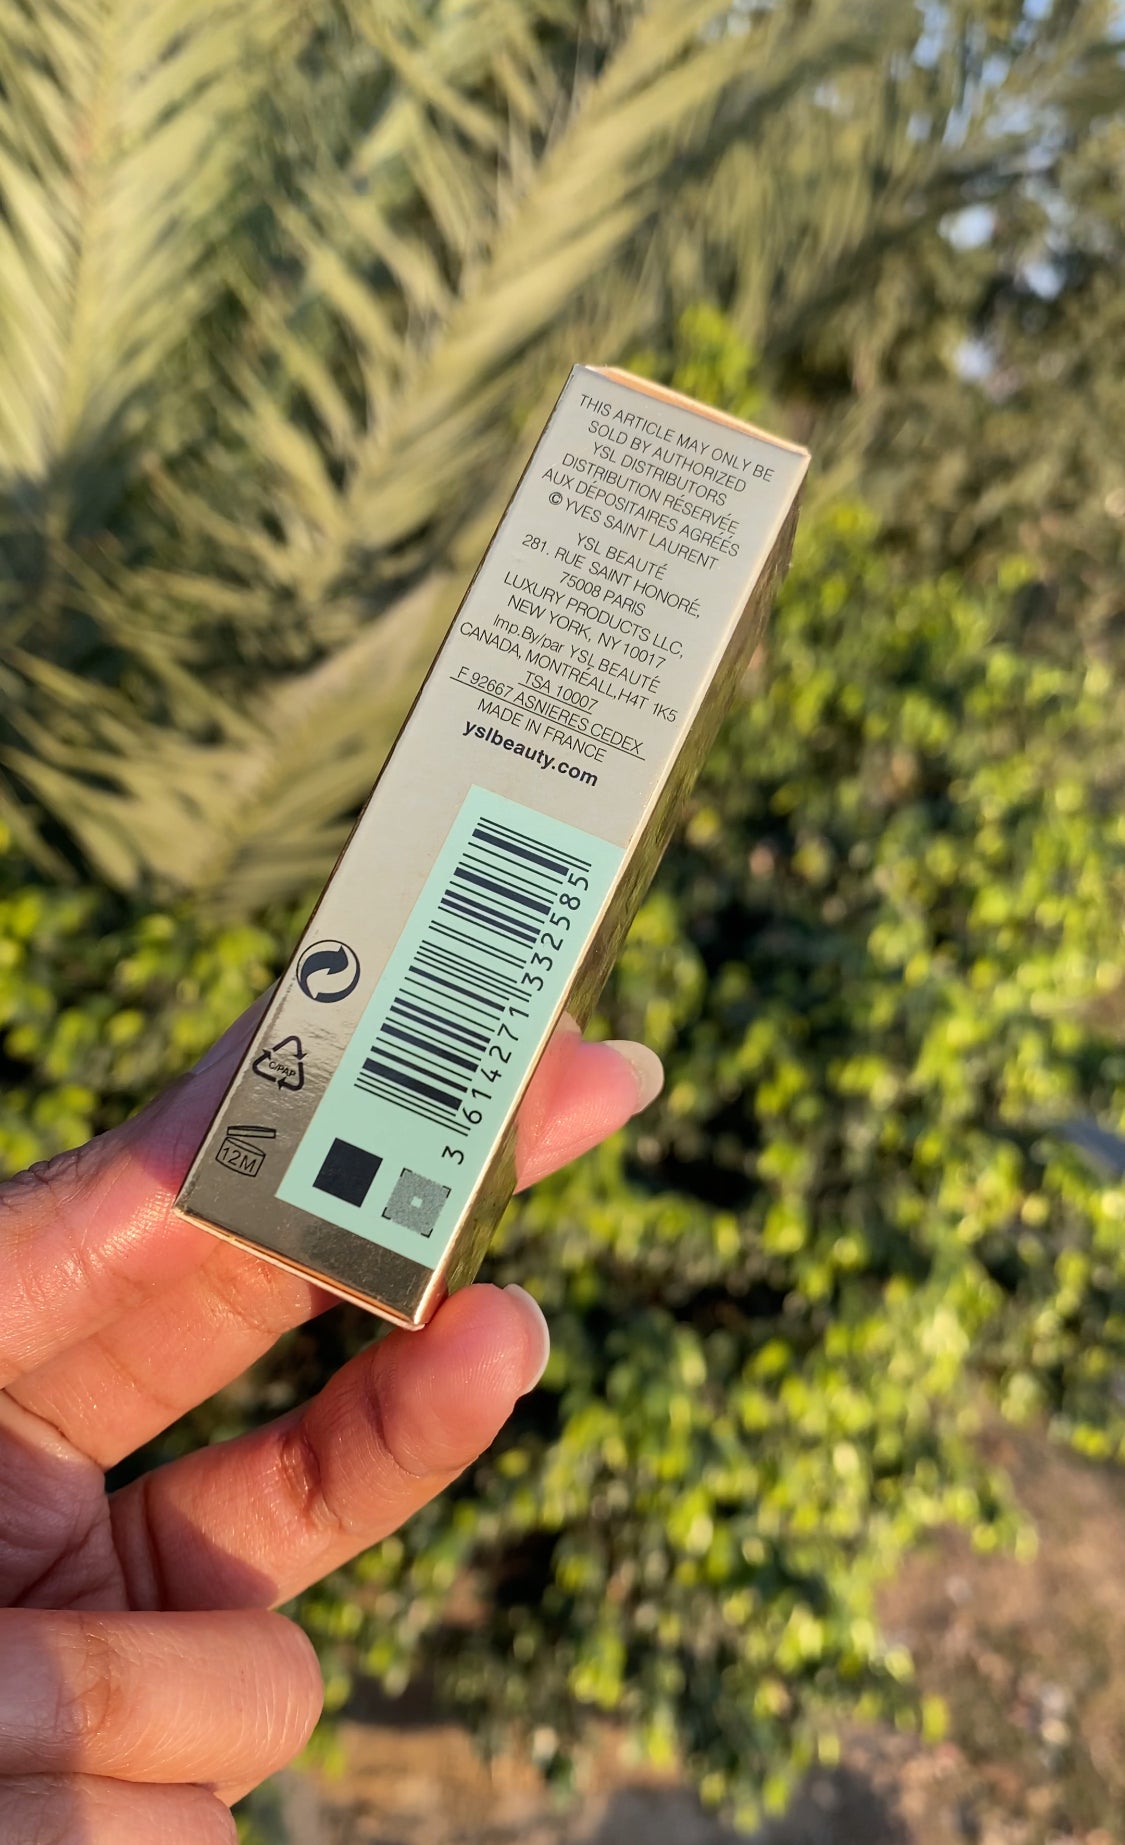 THIS ARTICLE MAY ONLY BE
SOLD BY AUTHORIZED
YSL DISTRIBUTORS
DISTRIBUTION RÉSERVÉE
AUX DÉPOSITAIRES AGRÉÉS
© YVES SAINT LAURENT
YSL BEAUTÉ
281. RUE SAINT HONORÉ,
75008 PARIS
LUXURY PRODUCTS LLC,
NEW YORK, NY 10017
Imp.By/par YSL BEAUTÉ
CANADA, MONTRÉALL,H4T 1K5
TSA 10007
F 92667 ASNIERES CEDEX
MADE IN FRANCE
yslbeauty.com
3 614271 332585
C/PAP
12M